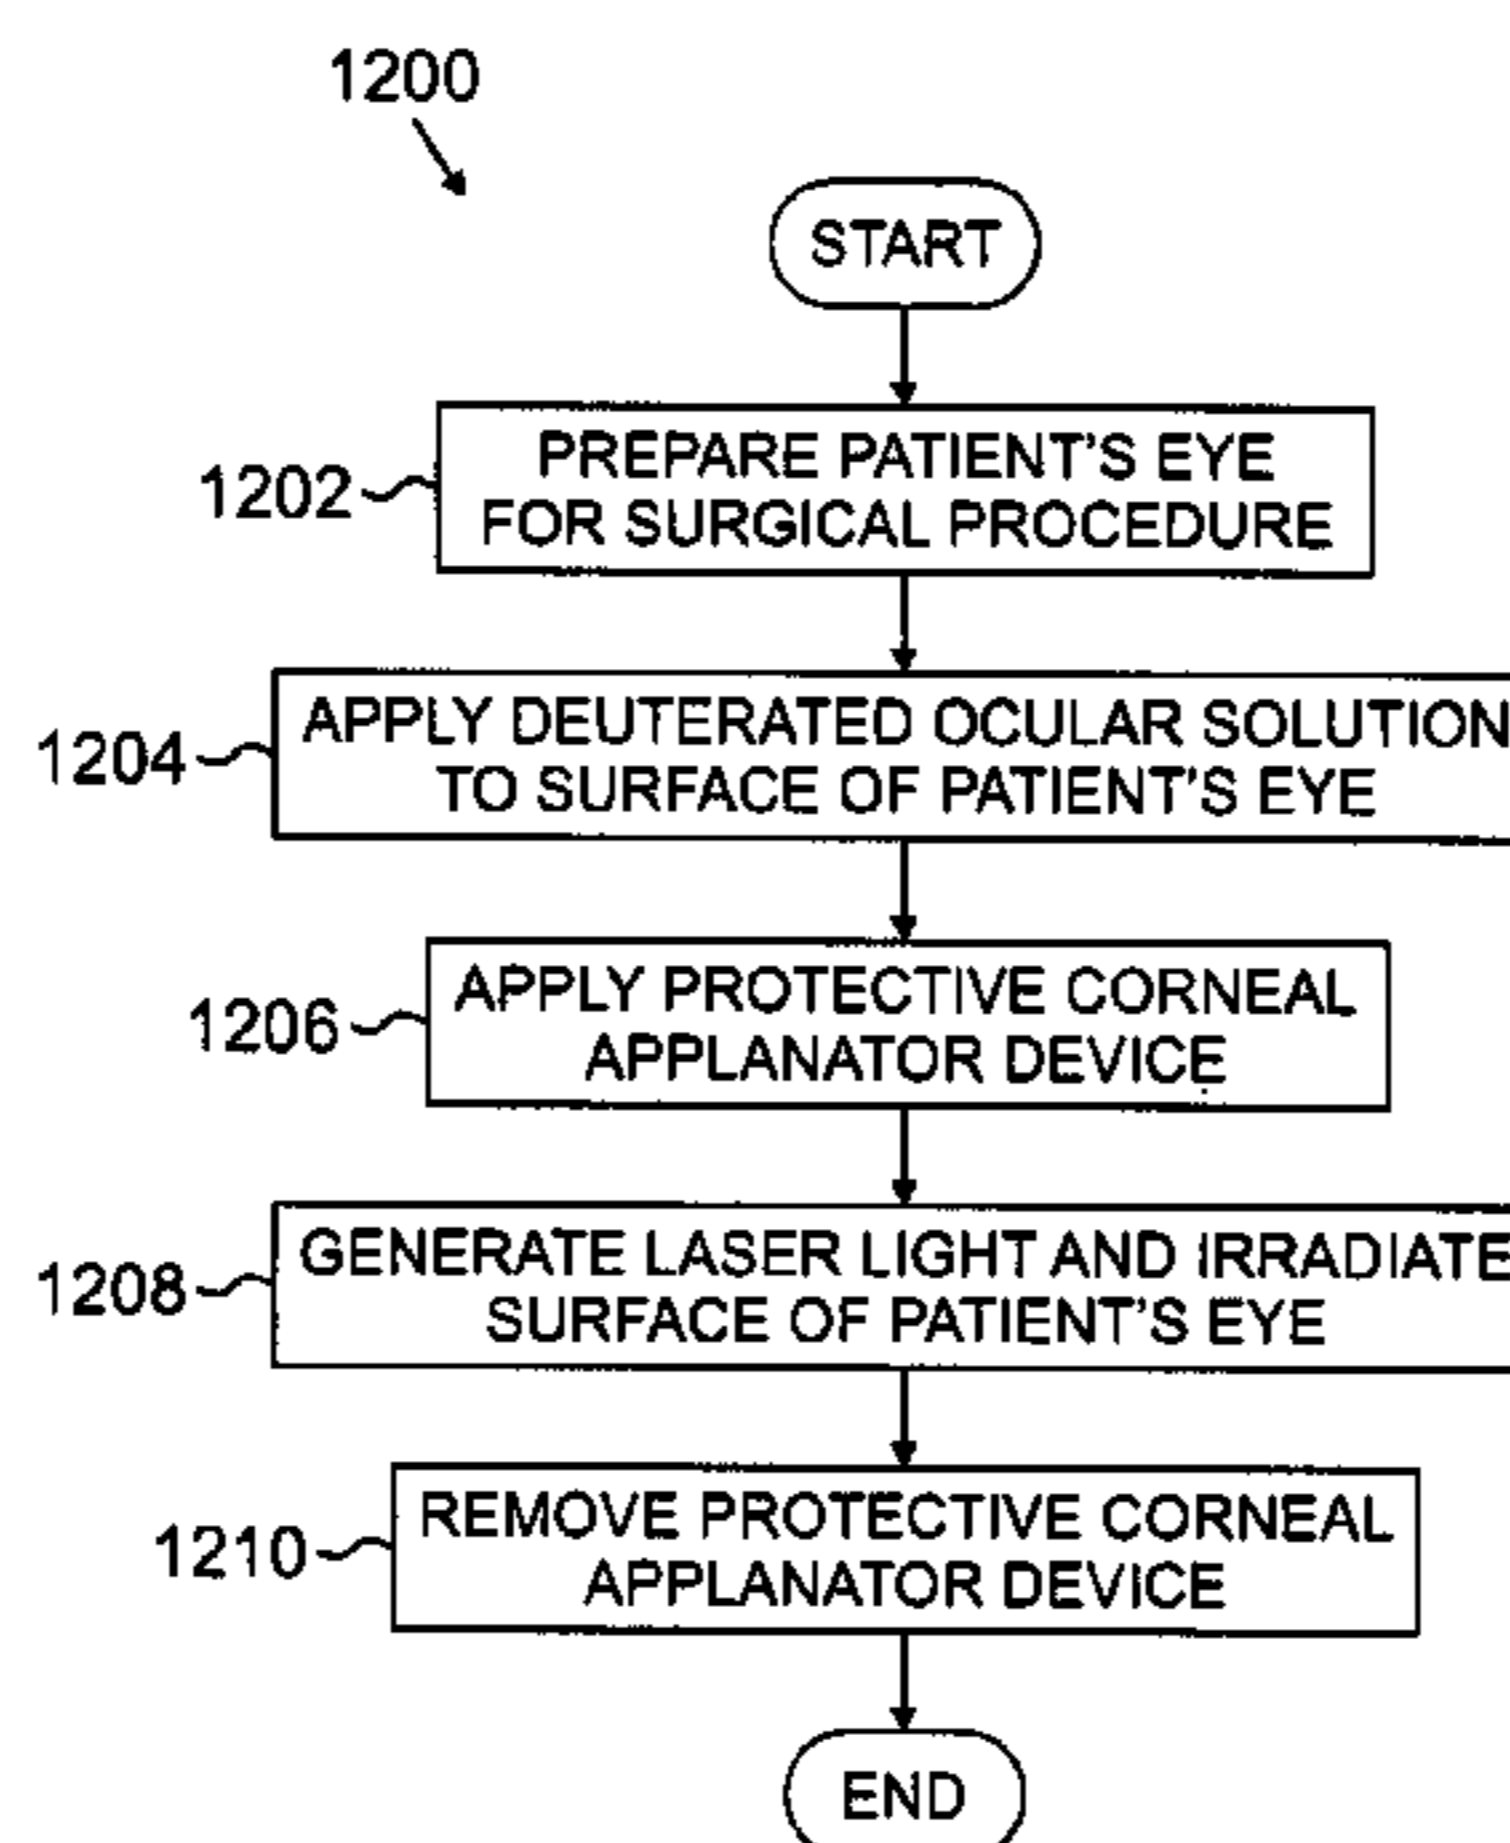 1200
START
1202
PREPARE PATIENT'S EYE
FOR SURGICAL PROCEDURE
1204
APPLY DEUTERATED OCULAR SOLUTION
TO SURFACE OF PATIENT'S EYE
1206
APPLY PROTECTIVE CORNEAL
APPLANATOR DEVICE
1208
GENERATE LASER LIGHT AND IRRADIATE
SURFACE OF PATIENT'S EYE
1210
REMOVE PROTECTIVE CORNEAL
APPLANATOR DEVICE
END